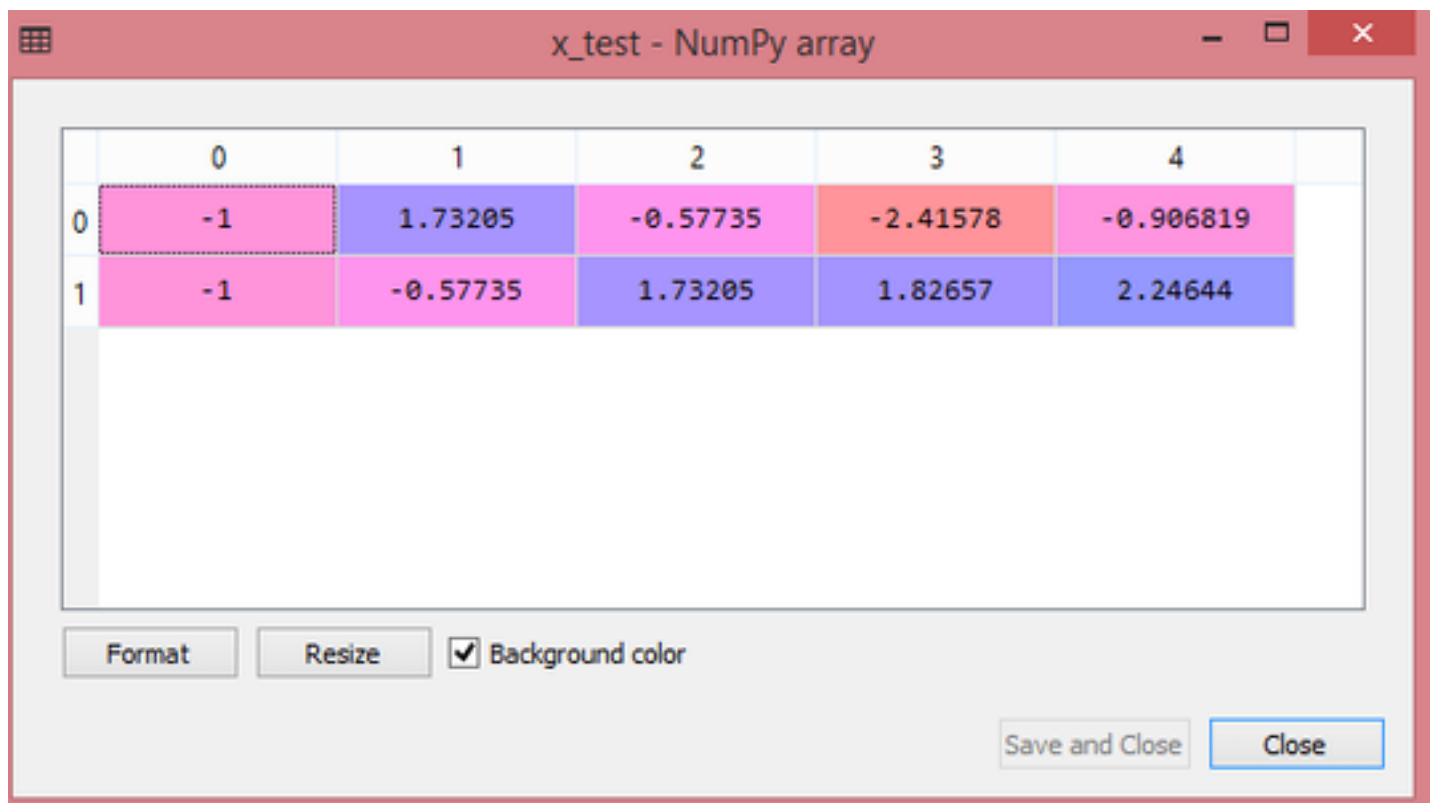 x_test - NumPy array
0 1 2 3 4
0 -1 1.73205 -0.57735 -2.41578 -0.906819
1 -1 -0.57735 1.73205 1.82657 2.24644
Format Resize Background color
Save and Close Close